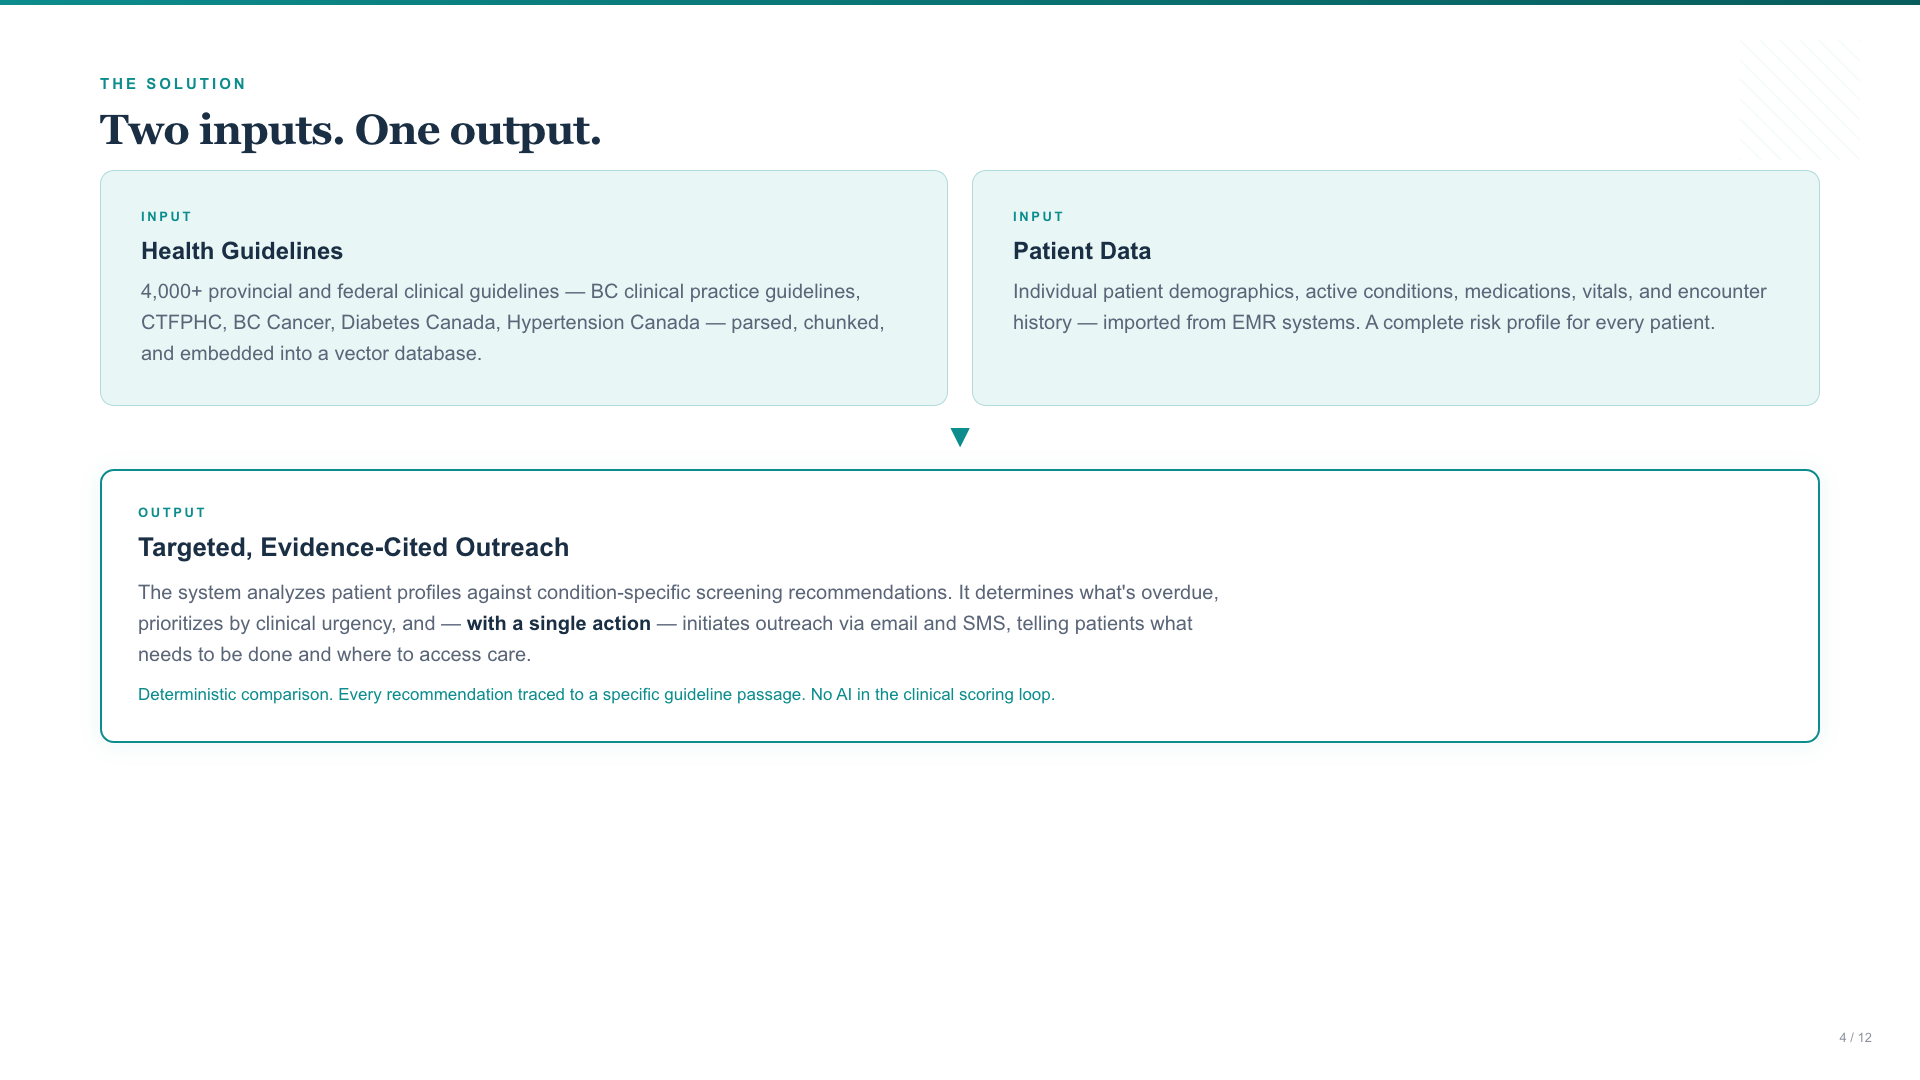 THE SOLUTION
Two inputs. One output.
INPUT
Health Guidelines
4,000+ provincial and federal clinical guidelines — BC clinical practice guidelines,
CTFPHC, BC Cancer, Diabetes Canada, Hypertension Canada — parsed, chunked,
and embedded into a vector database.
INPUT
Patient Data
Individual patient demographics, active conditions, medications, vitals, and encounter
history — imported from EMR systems. A complete risk profile for every patient.
OUTPUT
Targeted, Evidence-Cited Outreach
The system analyzes patient profiles against condition-specific screening recommendations. It determines what's overdue,
prioritizes by clinical urgency, and — with a single action — initiates outreach via email and SMS, telling patients what
needs to be done and where to access care.
Deterministic comparison. Every recommendation traced to a specific guideline passage. No AI in the clinical scoring loop.
4 / 12